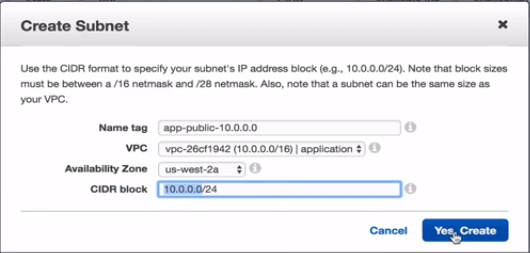 Create Subnet
Use the CIDR format to specify your subnet's IP address block (e.g., 10.0.0.0/24). Note that block sizes
must be between a /16 netmask and /28 netmask. Also, note that a subnet can be the same size as
your VPC.
Name tag app-public-10.0.0.0
VPC vpc-26cf1942 (10.0.0.0/16) | application
Availability Zone us-west-2a
CIDR block 10.0.0.0/24
Cancel Yes, Create